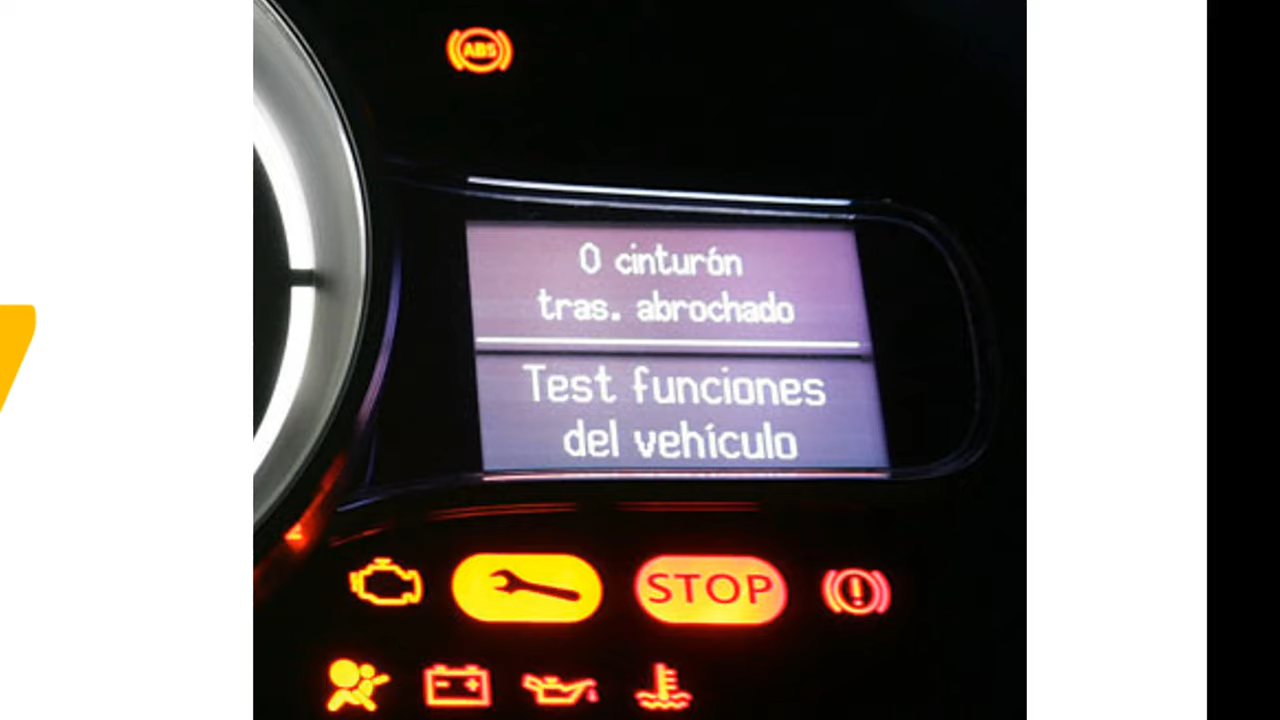 ABS
0 cinturón
tras. abrochado
Test funciones
del vehículo
STOP